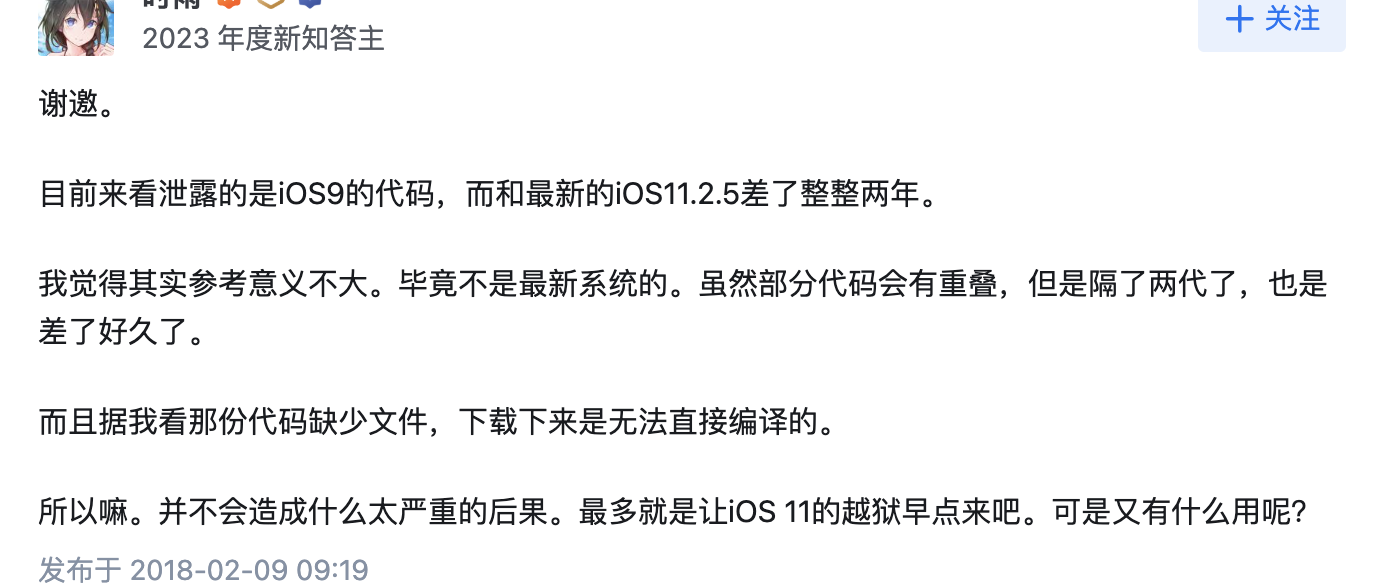 时雨
2023 年度新知答主
关注
谢邀。
目前来看泄露的是iOS9的代码，而和最新的iOS11.2.5差了整整两年。
我觉得其实参考意义不大。毕竟不是最新系统的。虽然部分代码会有重叠，但是隔了两代了，也是
差了好久了。
而且据我看那份代码缺少文件，下载下来是无法直接编译的。
所以嘛。并不会造成什么太严重的后果。最多就是让iOS 11的越狱早点来吧。可是又有什么用呢?
发布于 2018-02-09 09:19